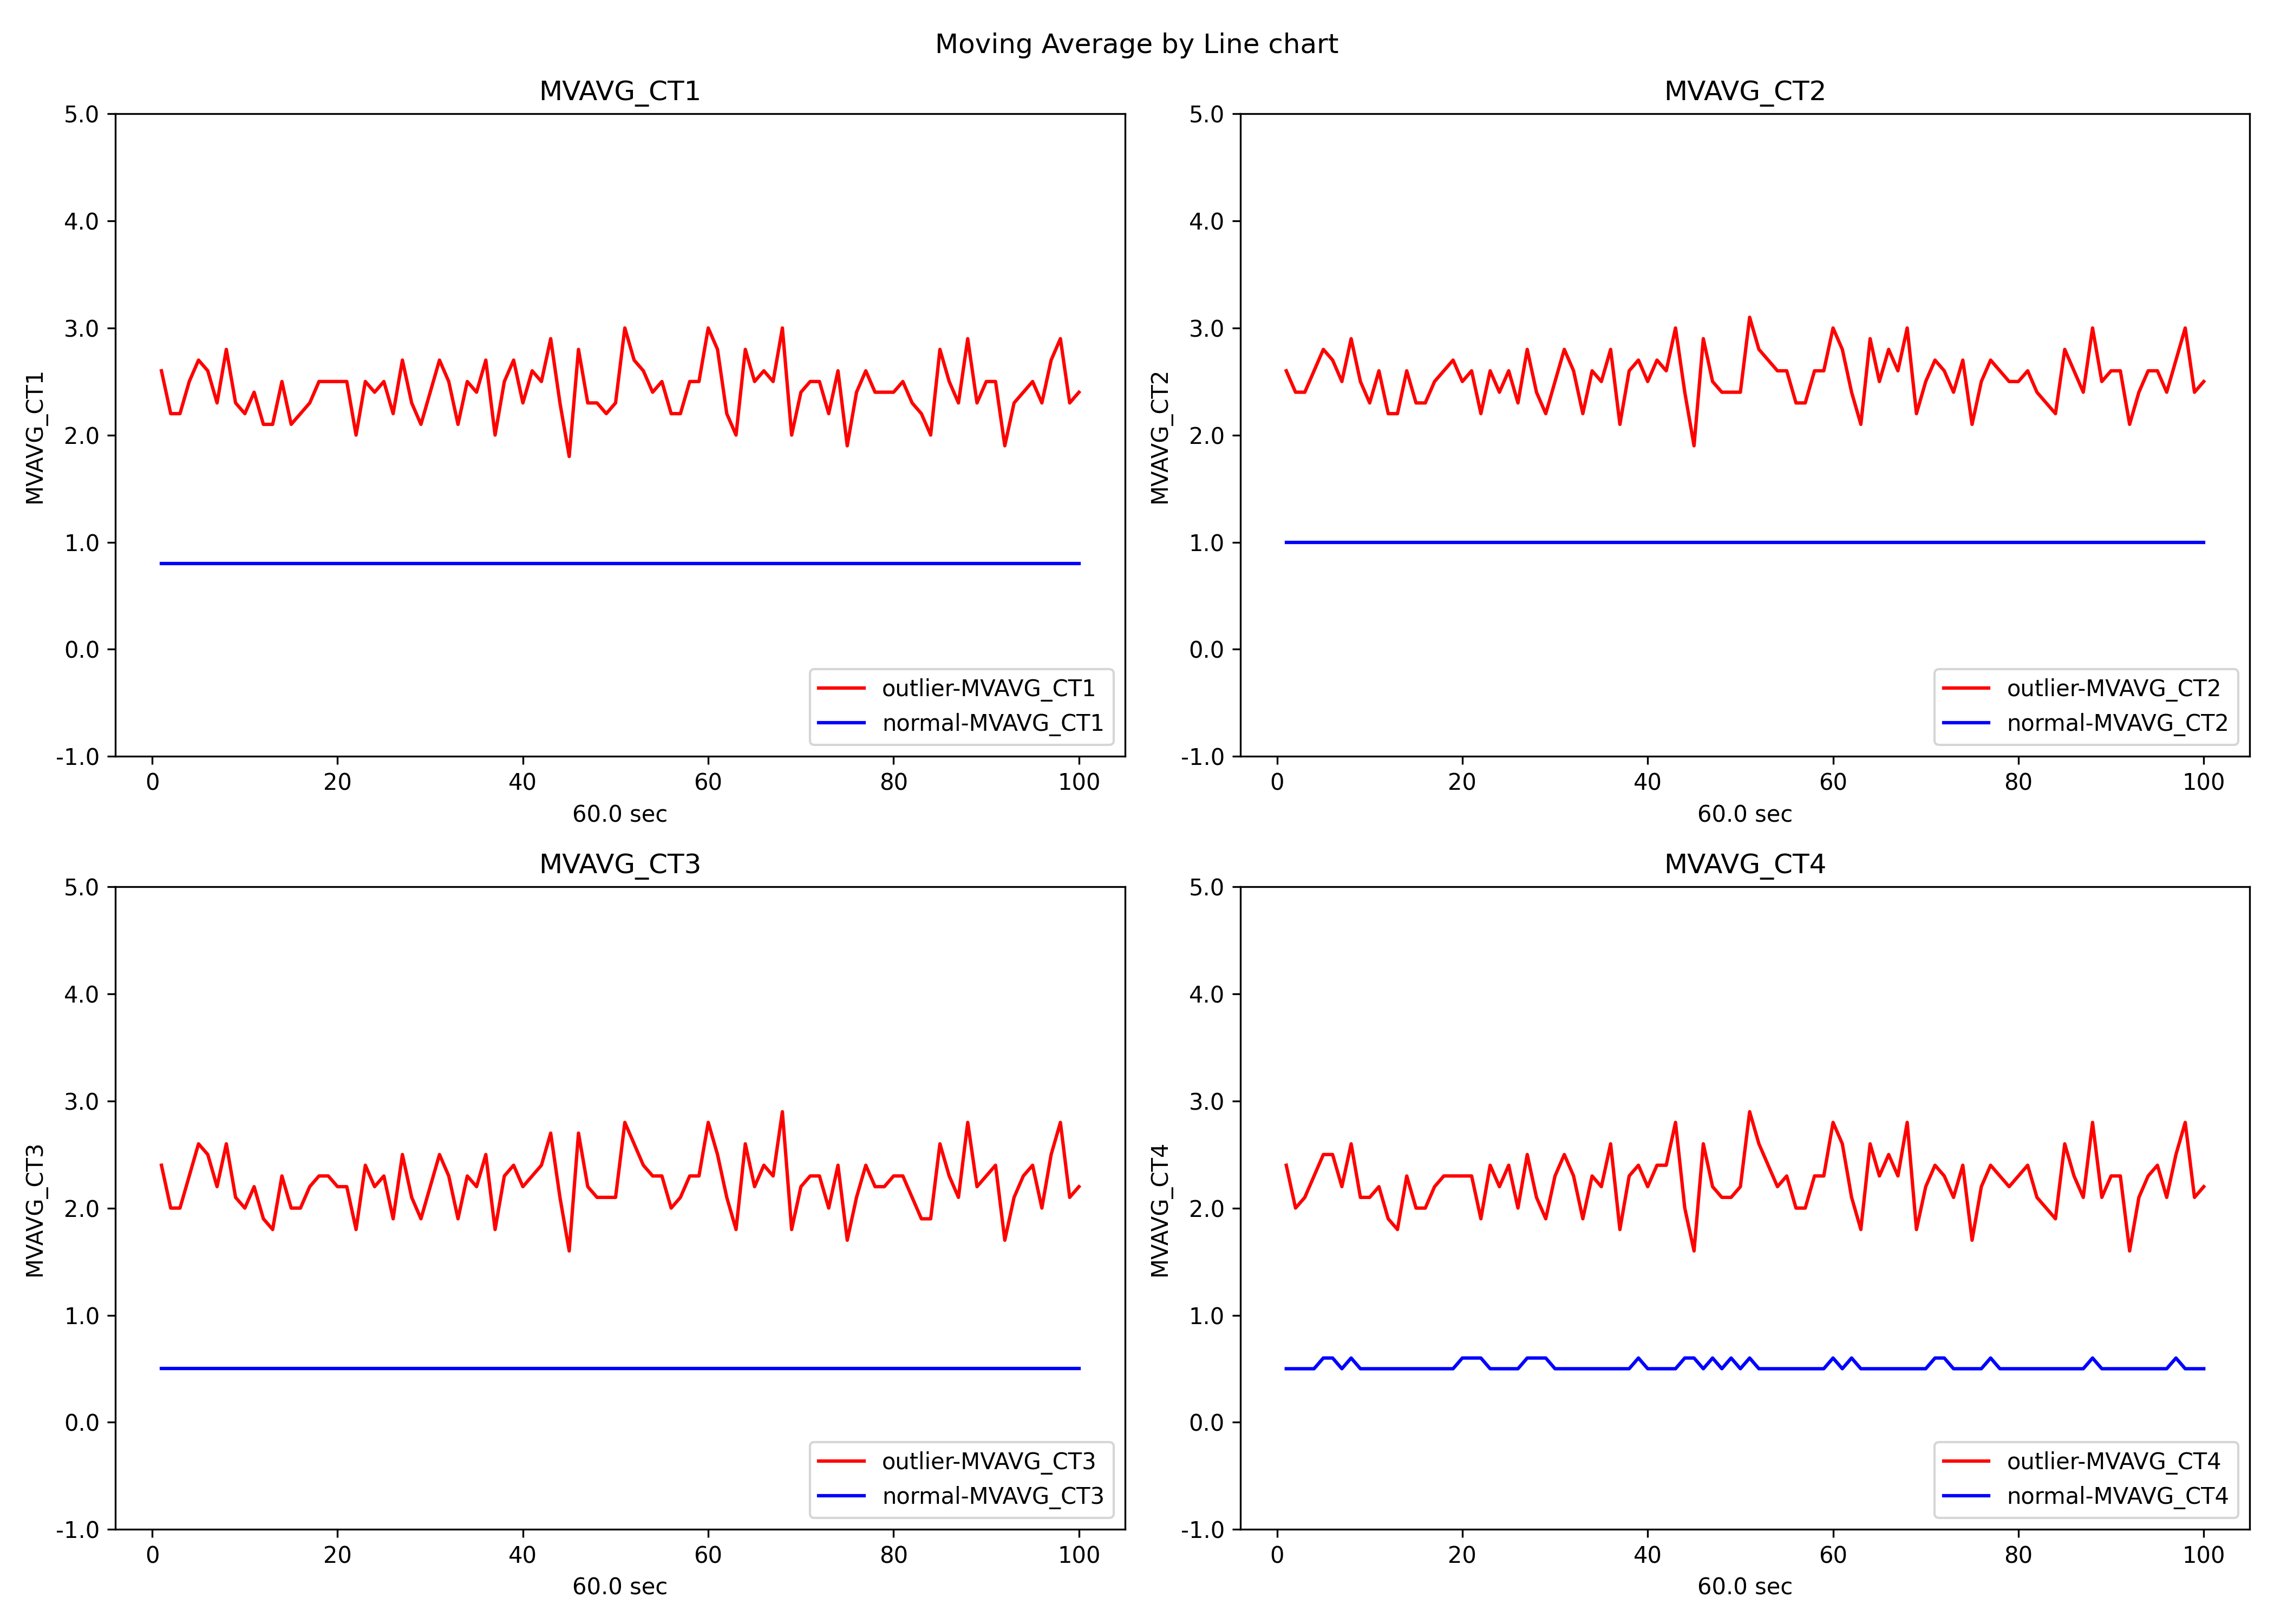 Moving Average by Line chart
MVAVG_CT1
MVAVG_CT1
5.0
4.0
3.0
2.0
1.0
0.0
-1.0
outlier-MVAVG_CT1
normal-MVAVG_CT1
0 20 40 60 80 100
60.0 sec
MVAVG_CT2
MVAVG_CT2
5.0
4.0
3.0
2.0
1.0
0.0
-1.0
outlier-MVAVG_CT2
normal-MVAVG_CT2
0 20 40 60 80 100
60.0 sec
MVAVG_CT3
MVAVG_CT3
5.0
4.0
3.0
2.0
1.0
0.0
-1.0
outlier-MVAVG_CT3
normal-MVAVG_CT3
0 20 40 60 80 100
60.0 sec
MVAVG_CT4
MVAVG_CT4
5.0
4.0
3.0
2.0
1.0
0.0
-1.0
outlier-MVAVG_CT4
normal-MVAVG_CT4
0 20 40 60 80 100
60.0 sec